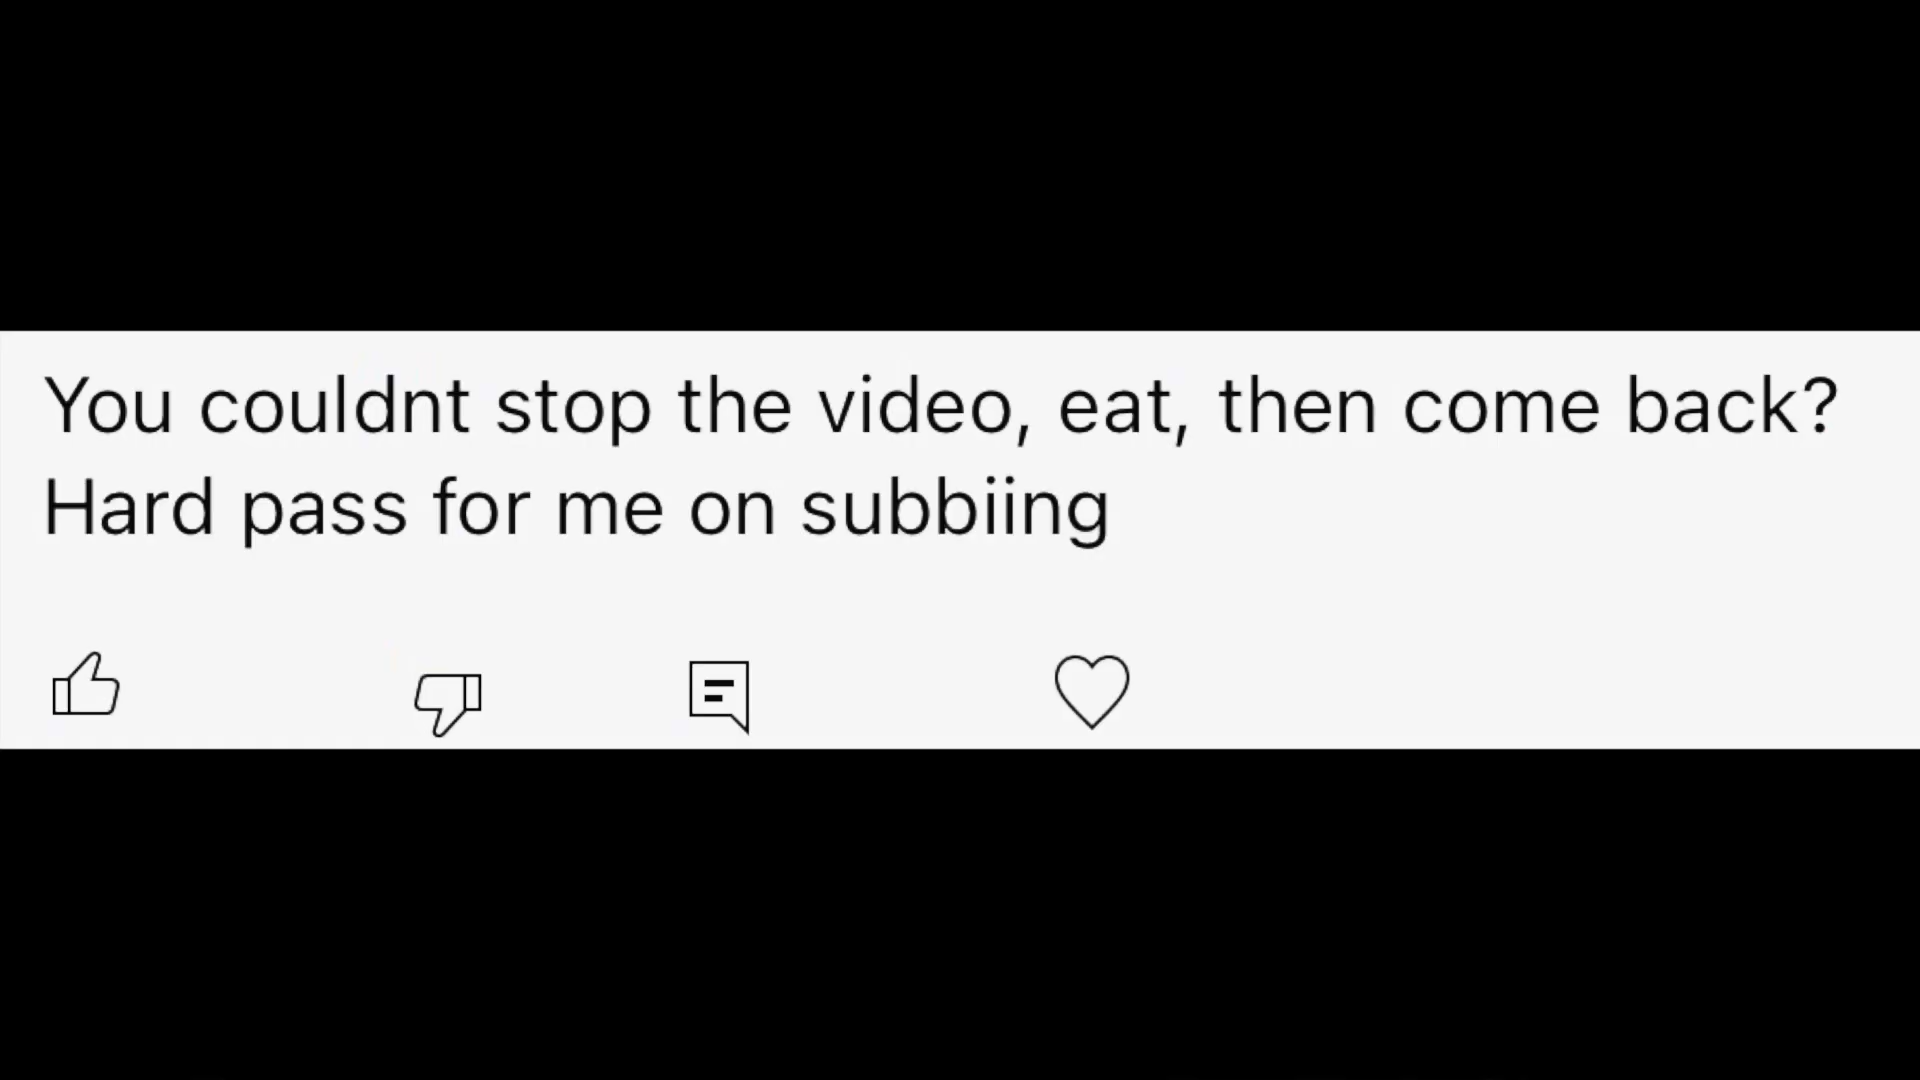 You couldnt stop the video, eat, then come back?
Hard pass for me on subbiing